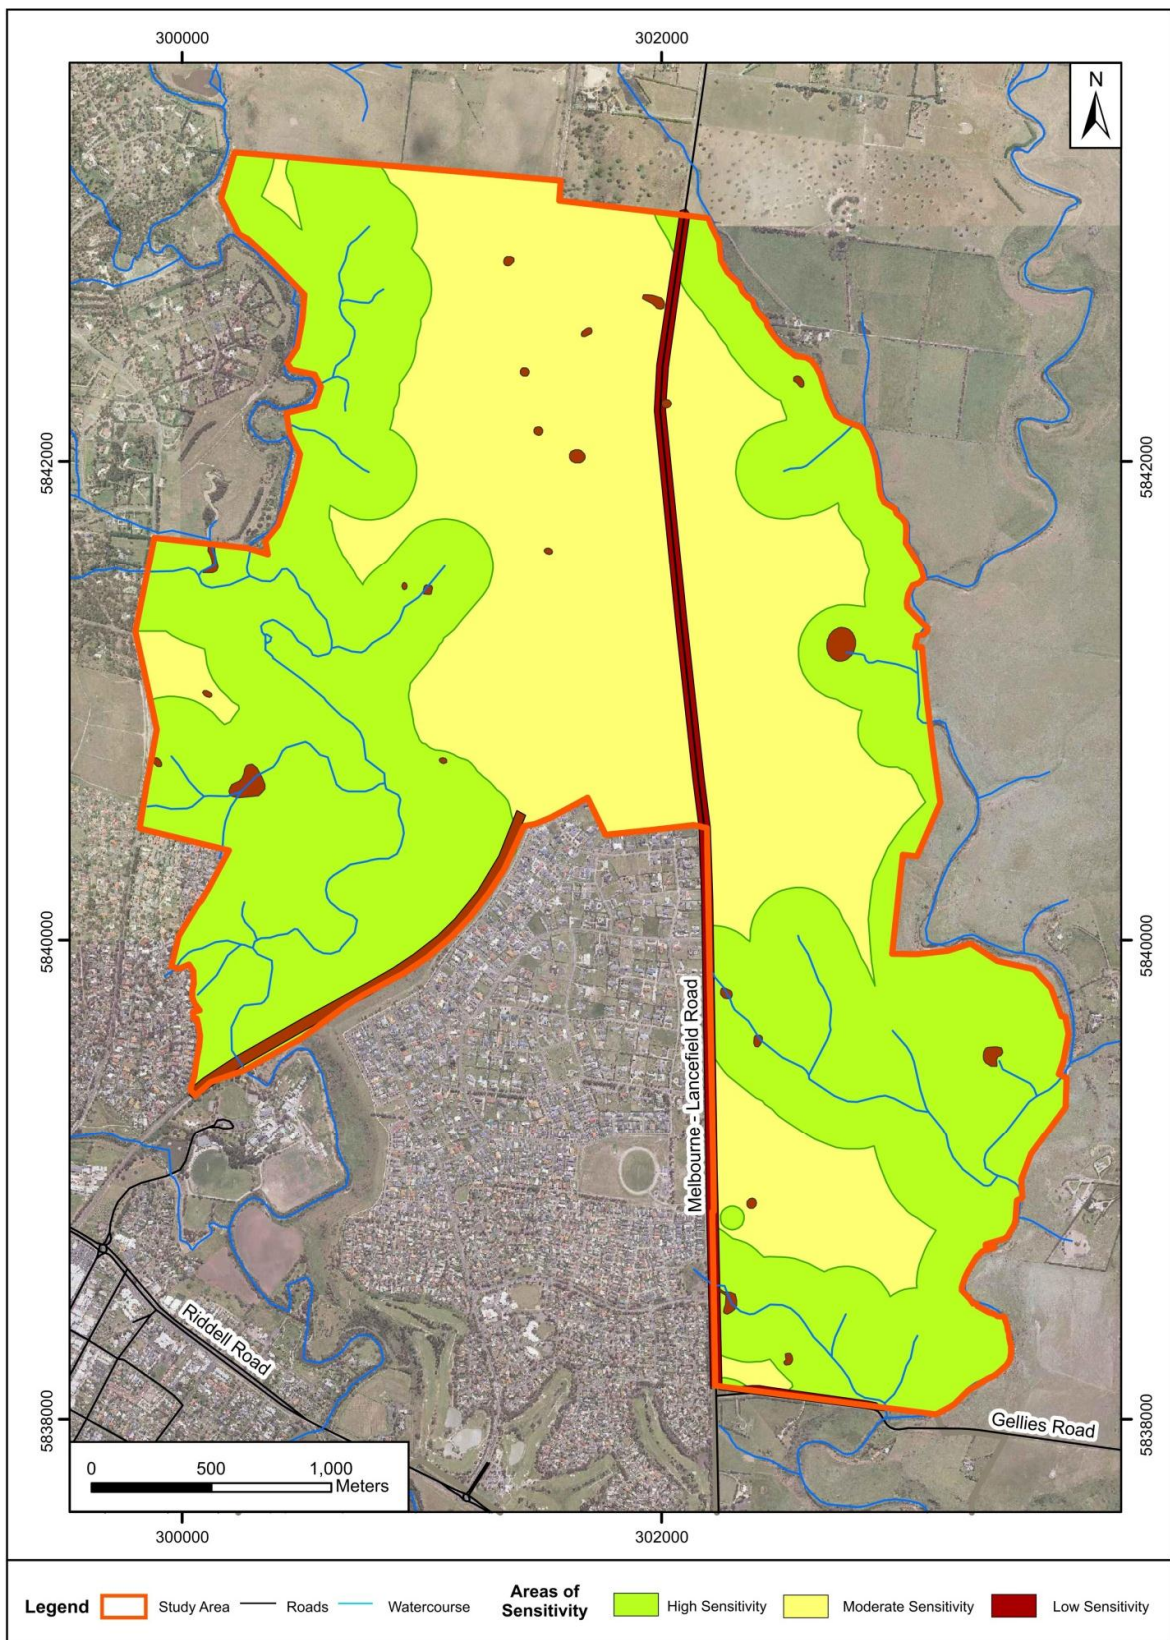 300000
302000
N
5842000
5842000
5840000
5840000
Melbourne - Lancefield Road
Riddell Road
5838000
5838000
Gellies Road
0
500
1,000
Meters
300000
302000
Legend
Study Area
Roads
Watercourse
Areas of
Sensitivity
High Sensitivity
Moderate Sensitivity
Low Sensitivity